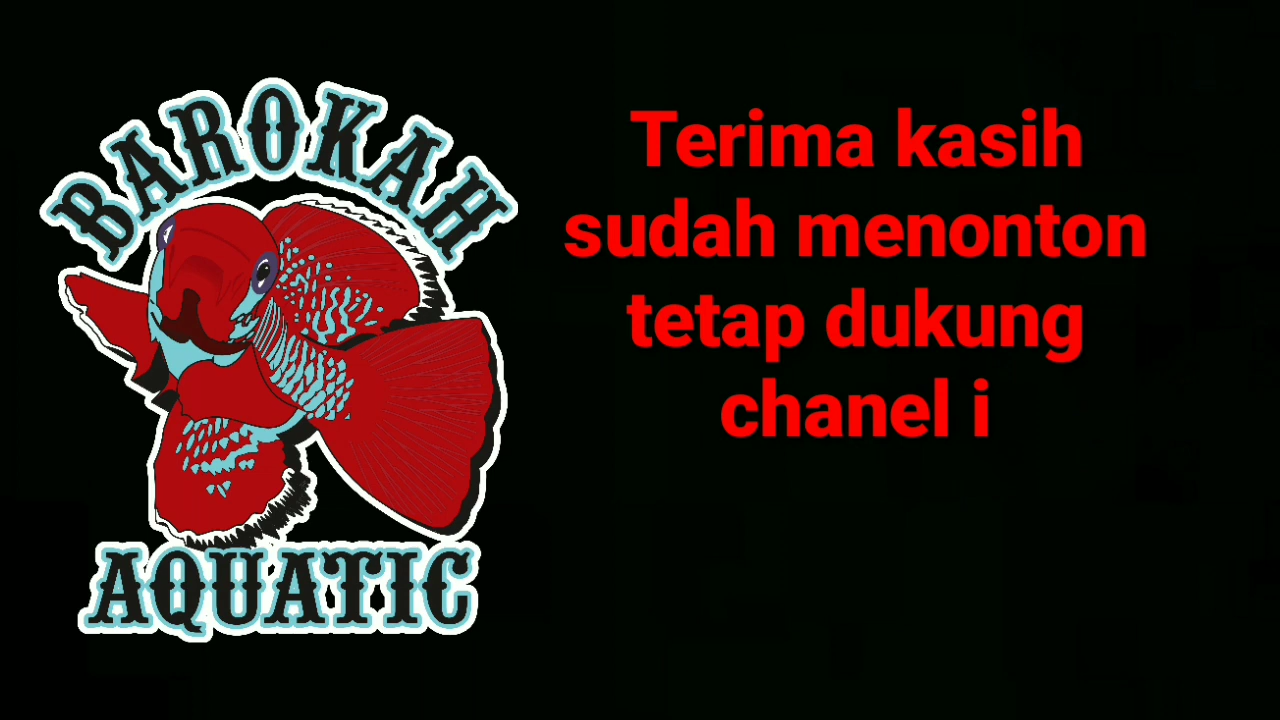 BAROKAH
AQUATIC
Terima kasih
sudah menonton
tetap dukung
chanel i